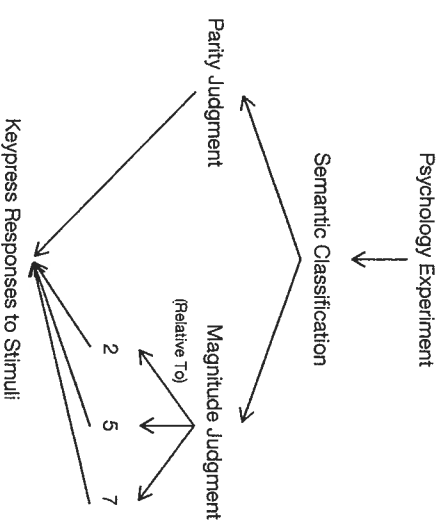 Psychology Experiment
Semantic Classification
Parity Judgment
Magnitude Judgment
(Relative To)
2
5
7
Keypress Responses to Stimuli